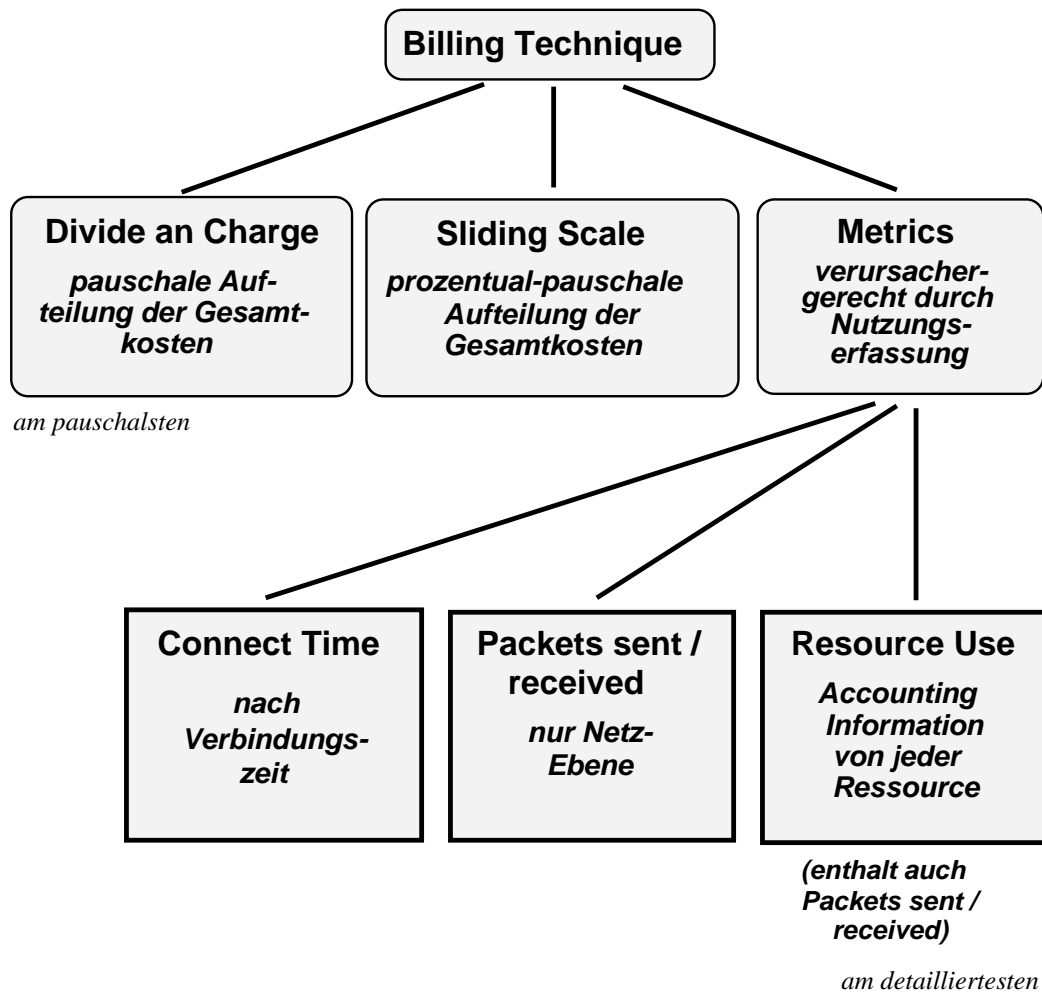 Billing Technique
Divide an Charge
pauschale Auf-
teilung der Gesamt-
kosten
Sliding Scale
prozentual-pauschale
Aufteilung der
Gesamtkosten
Metrics
verursacher-
gerecht durch
Nutzungs-
erfassung
am pauschalsten
Connect Time
nach
Verbindungs-
zeit
Packets sent /
received
nur Netz-
Ebene
Resource Use
Accounting
Information
von jeder
Ressource
(enthalt auch
Packets sent /
received)
am detailliertesten